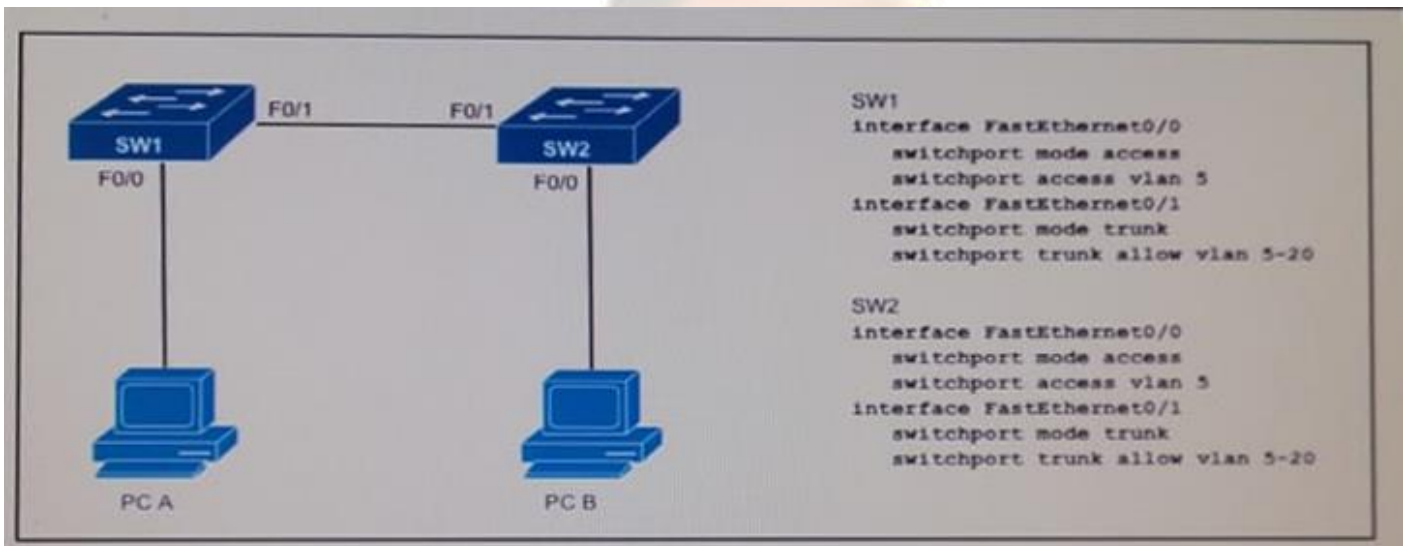 F0/1
F0/1
SW1
SW2
F0/0
F0/0
PC A
PC B
SW1
interface FastEthernet0/0
switchport mode access
switchport access vlan 5
interface FastEthernet0/1
switchport mode trunk
switchport trunk allow vlan 5-20
SW2
interface FastEthernet0/0
switchport mode access
switchport access vlan 5
interface FastEthernet0/1
switchport mode trunk
switchport trunk allow vlan 5-20